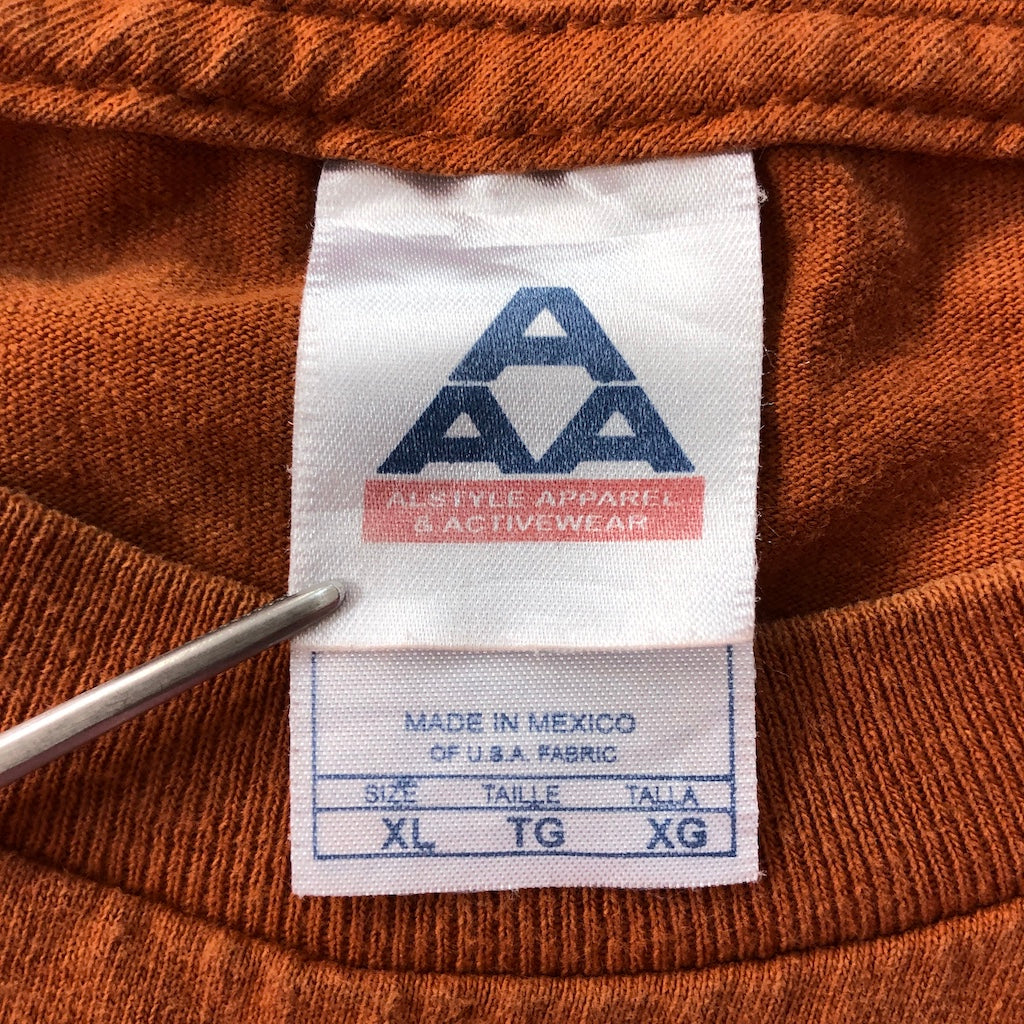 AAA
ALSTYLE APPAREL
& ACTIVEWEAR
MADE IN MEXICO
OF U.S.A. FABRIC
SIZE TAILLE TALLA
XL TG XG